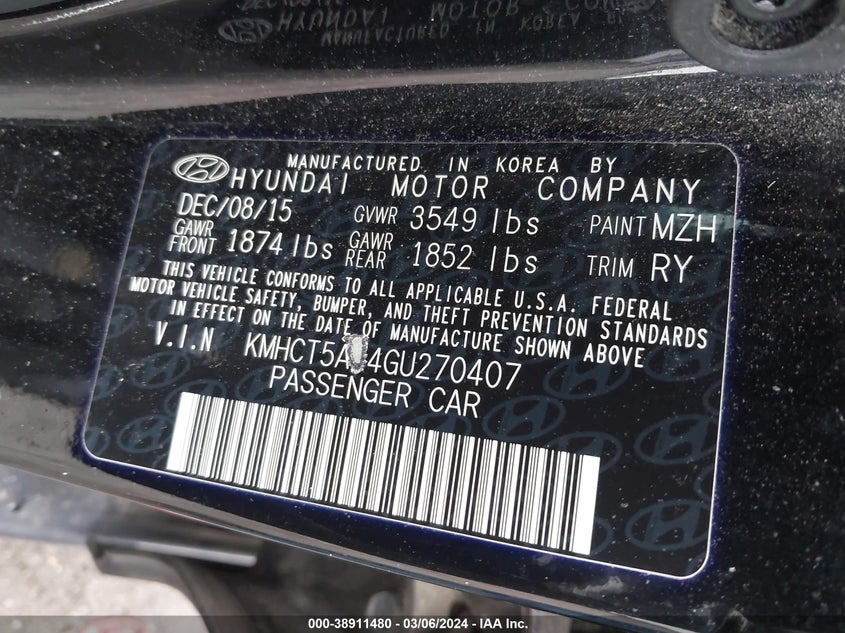 MANUFACTURED IN KOREA BY
HYUNDAI MOTOR COMPANY
DEC/08/15 GVWR 3549 lbs PAINT MZH
GAWR FRONT 1874 lbs GAWR REAR 1852 lbs TRIM RY
THIS VEHICLE CONFORMS TO ALL APPLICABLE U.S.A. FEDERAL
MOTOR VEHICLE SAFETY, BUMPER, AND THEFT PREVENTION STANDARDS
IN EFFECT ON THE DATE OF MANUFACTURE SHOWN ABOVE
V.I.N
PASSENGER CAR
000-38911480 - 03/06/2024 - IAA Inc.